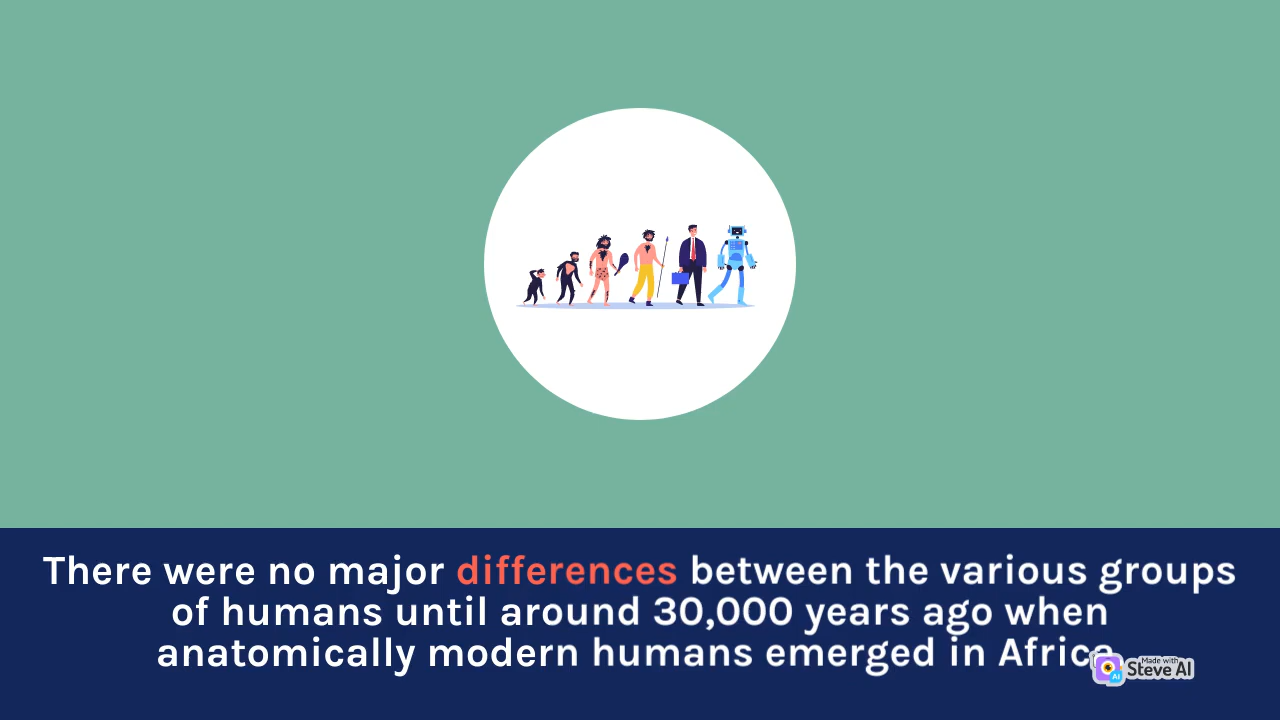 There were no major differences between the various groups
of humans until around 30,000 years ago when
anatomically modern humans emerged in Africa
Made with
Steve AI
AI